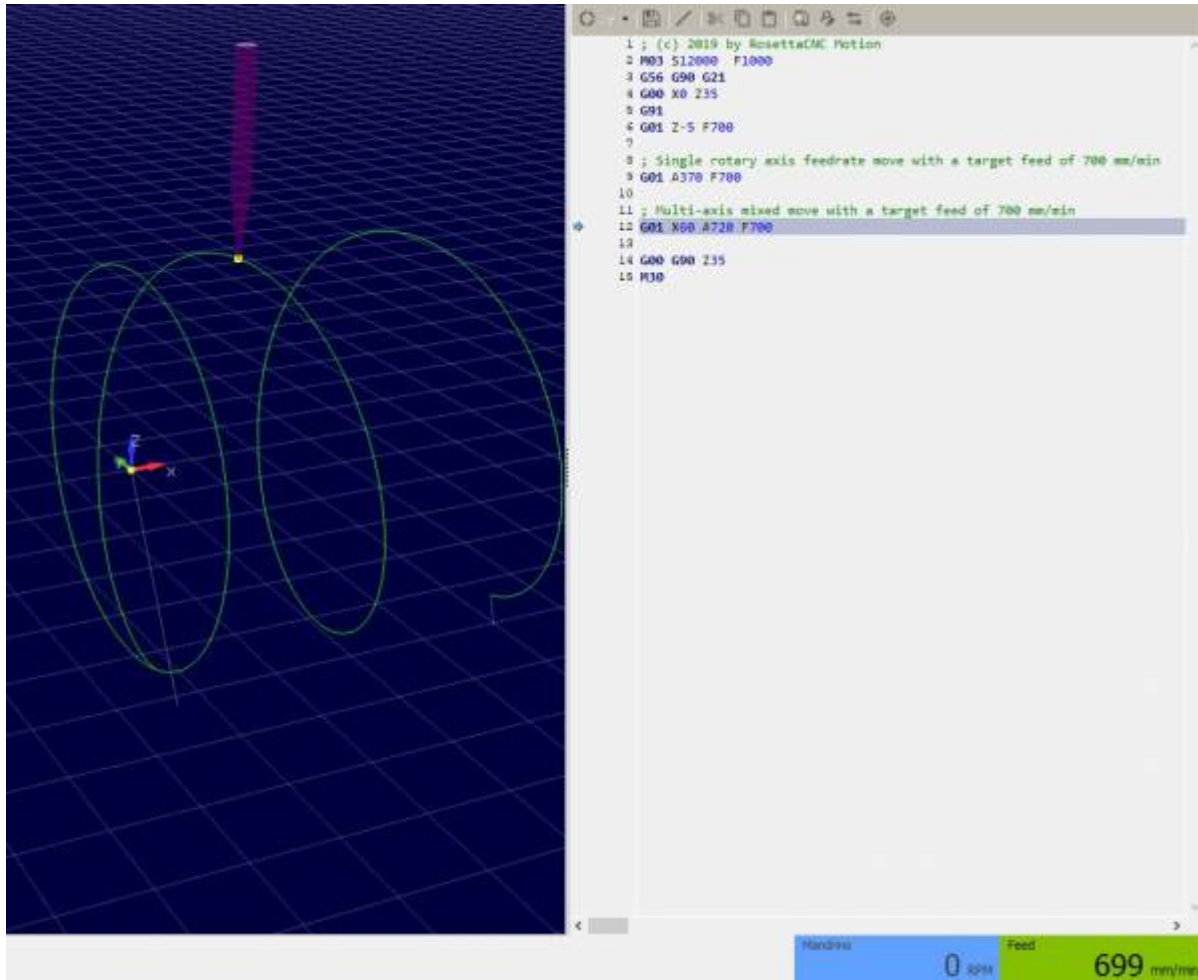 1 ; (c) 2019 by RosettaCNC Motion
2 M03 S12000 F1000
3 G56 G90 G21
4 G00 X0 Z35
5 G91
6 G01 Z-5 F700
7
8 ; Single rotary axis feedrate move with a target feed of 700 mm/min
9 G01 A370 F700
10
11 ; Multi-axis mixed move with a target feed of 700 mm/min
12 G01 X60 A720 F700
13
14 G00 G90 Z35
15 M30
Z
X
Mandrino
0 RPM
Feed
699 mm/min